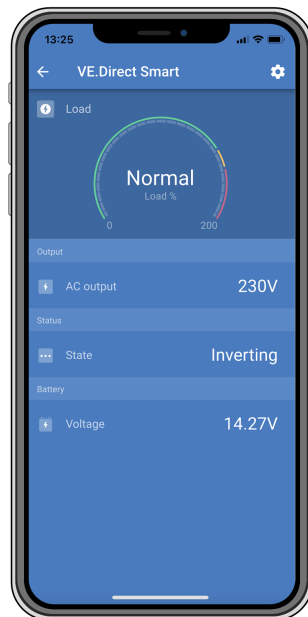 13:25
VE.Direct Smart
Load
Normal
Load %
0 200
Output
AC output 230V
Status
State Inverting
Battery
Voltage 14.27V